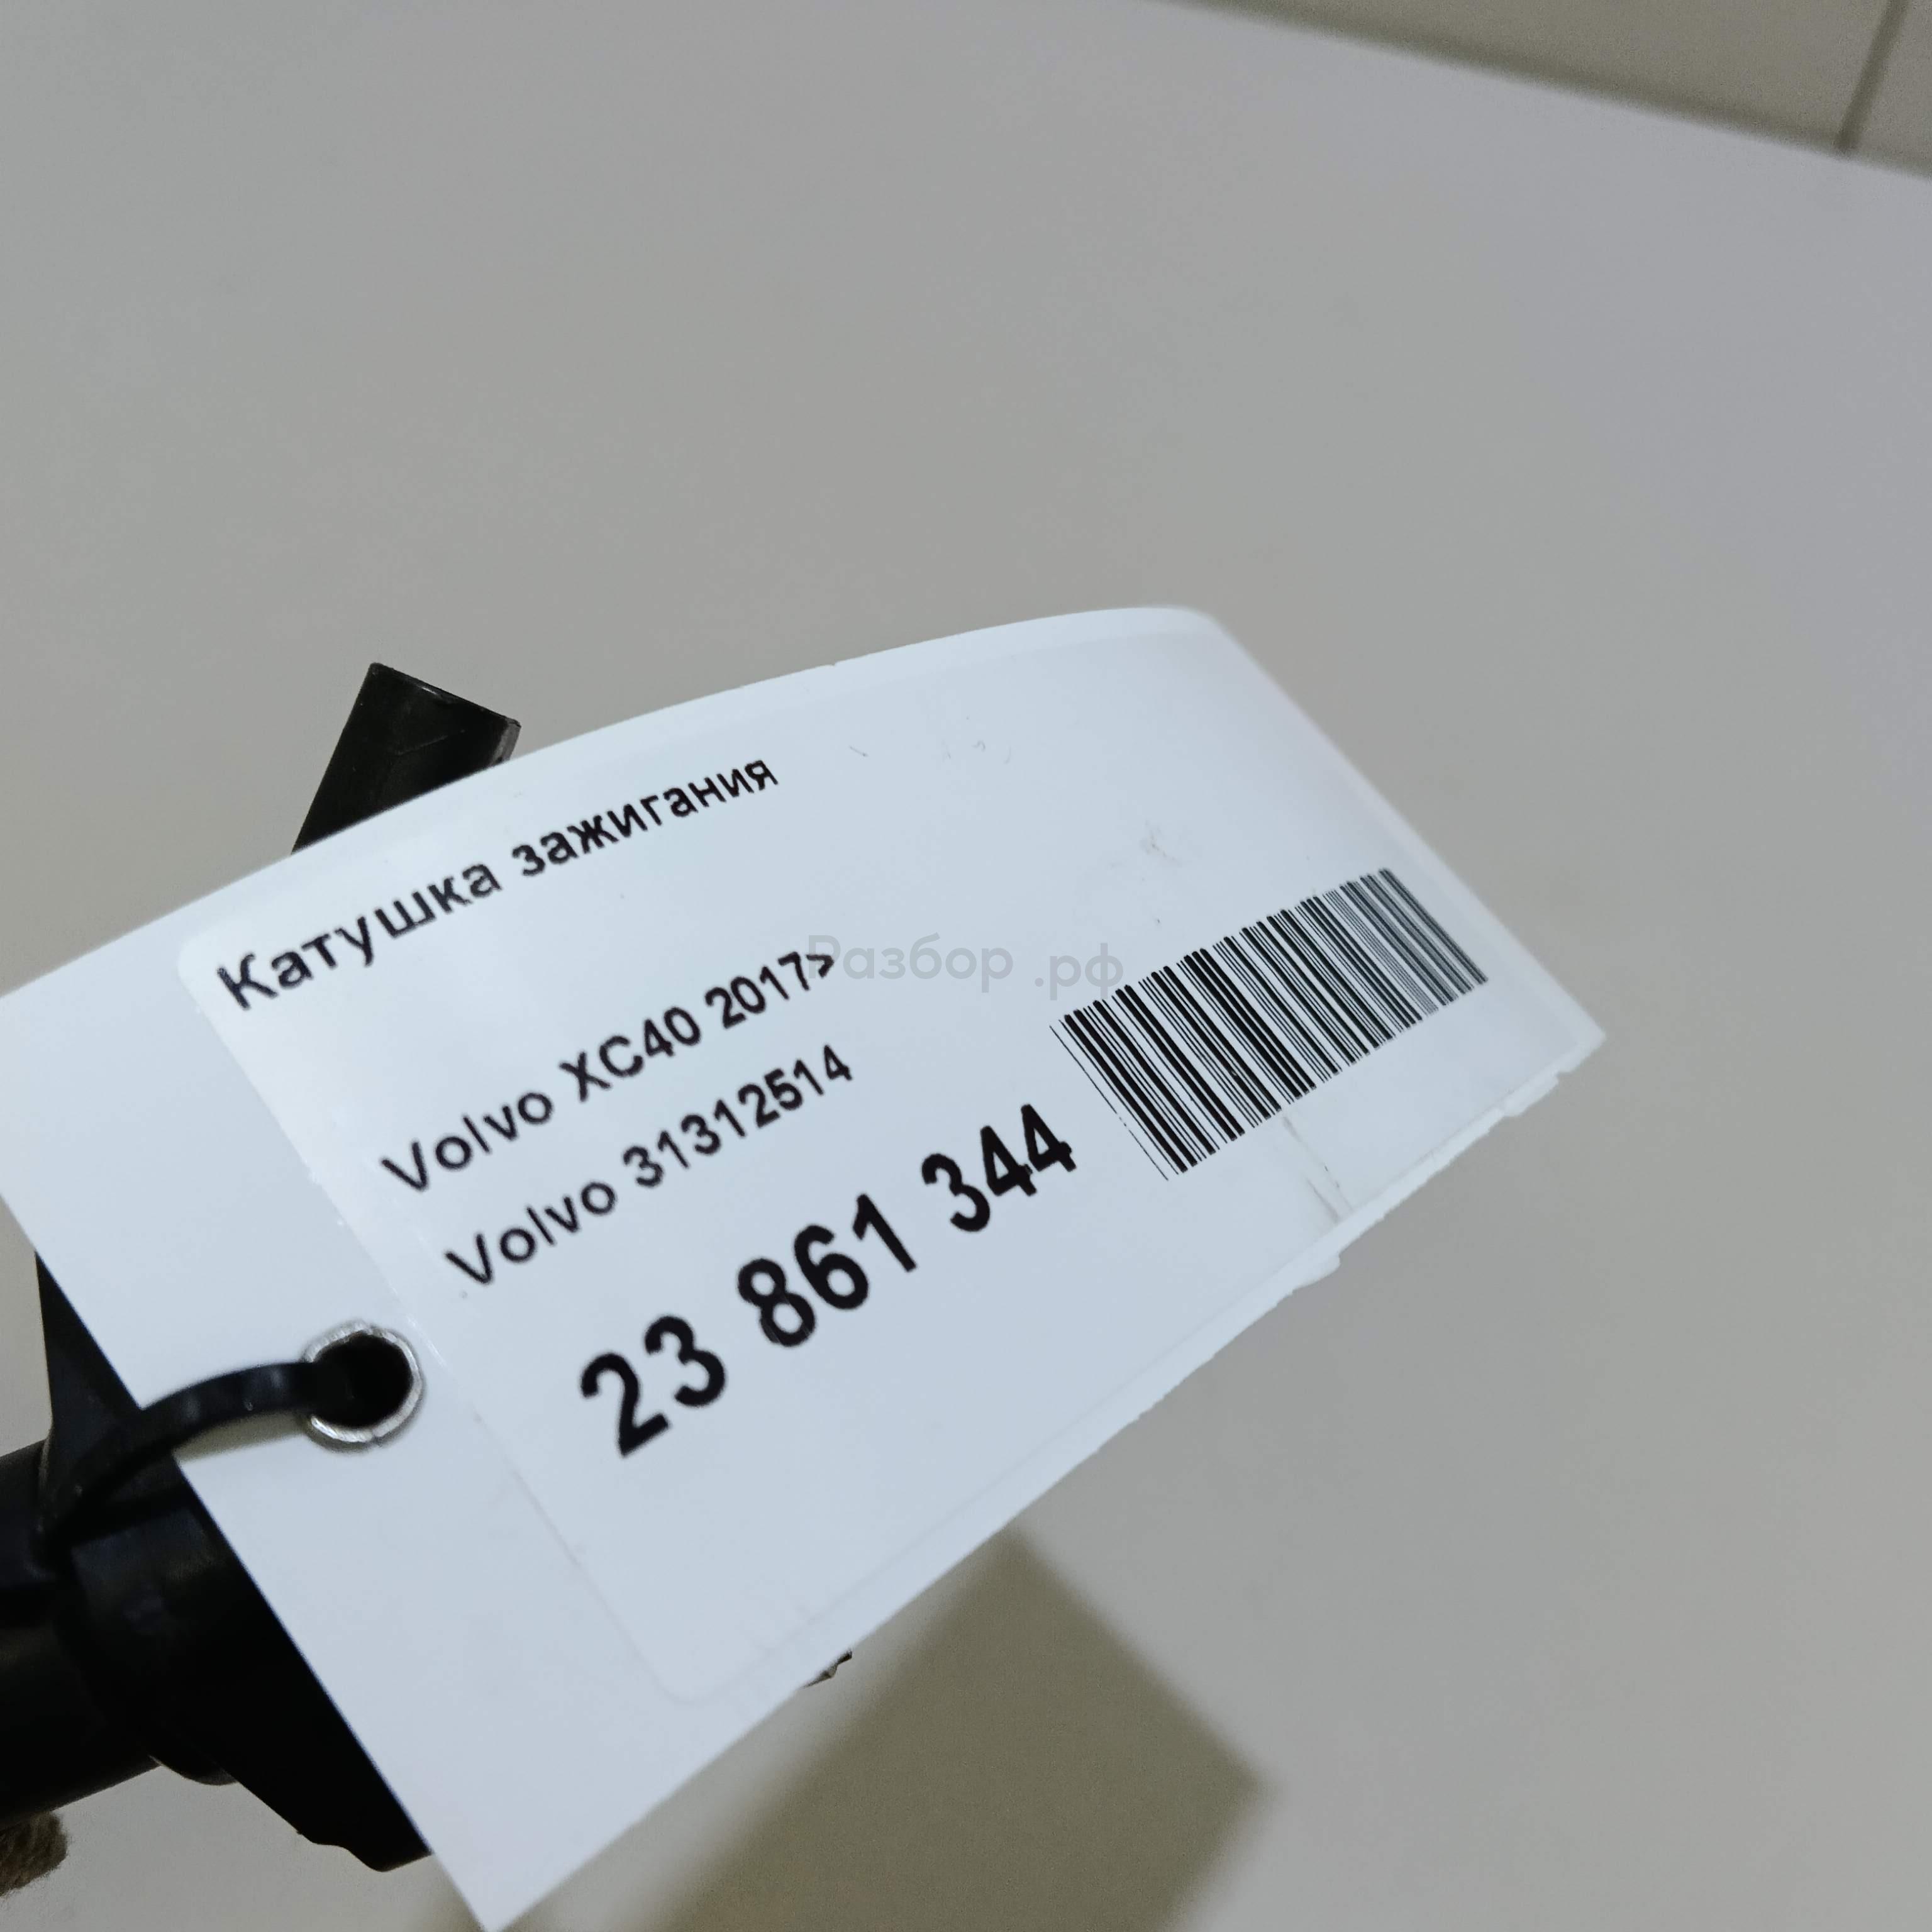 Катушка зажигания
Volvo XC40 2017>
Volvo 31312514
23 861 344
Разбор.рф